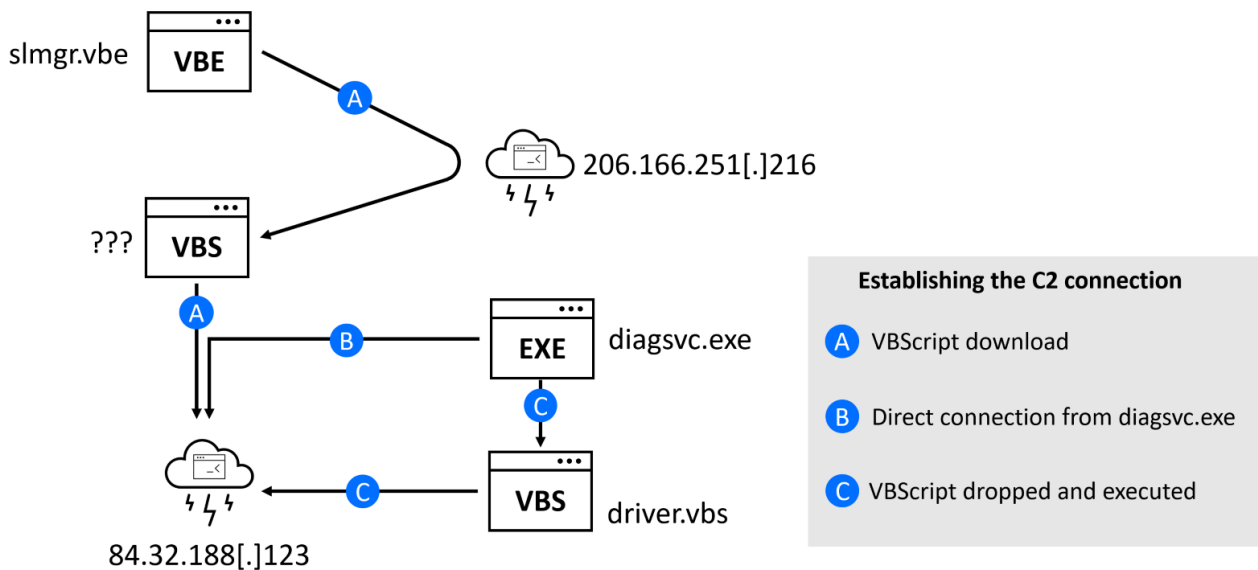 slmgr.vbe
VBE
A
206.166.251[.]216
???
VBS
A
B
EXE
diagsvc.exe
C
VBS
driver.vbs
C
84.32.188[.]123
Establishing the C2 connection
A VBScript download
B Direct connection from diagsvc.exe
C VBScript dropped and executed